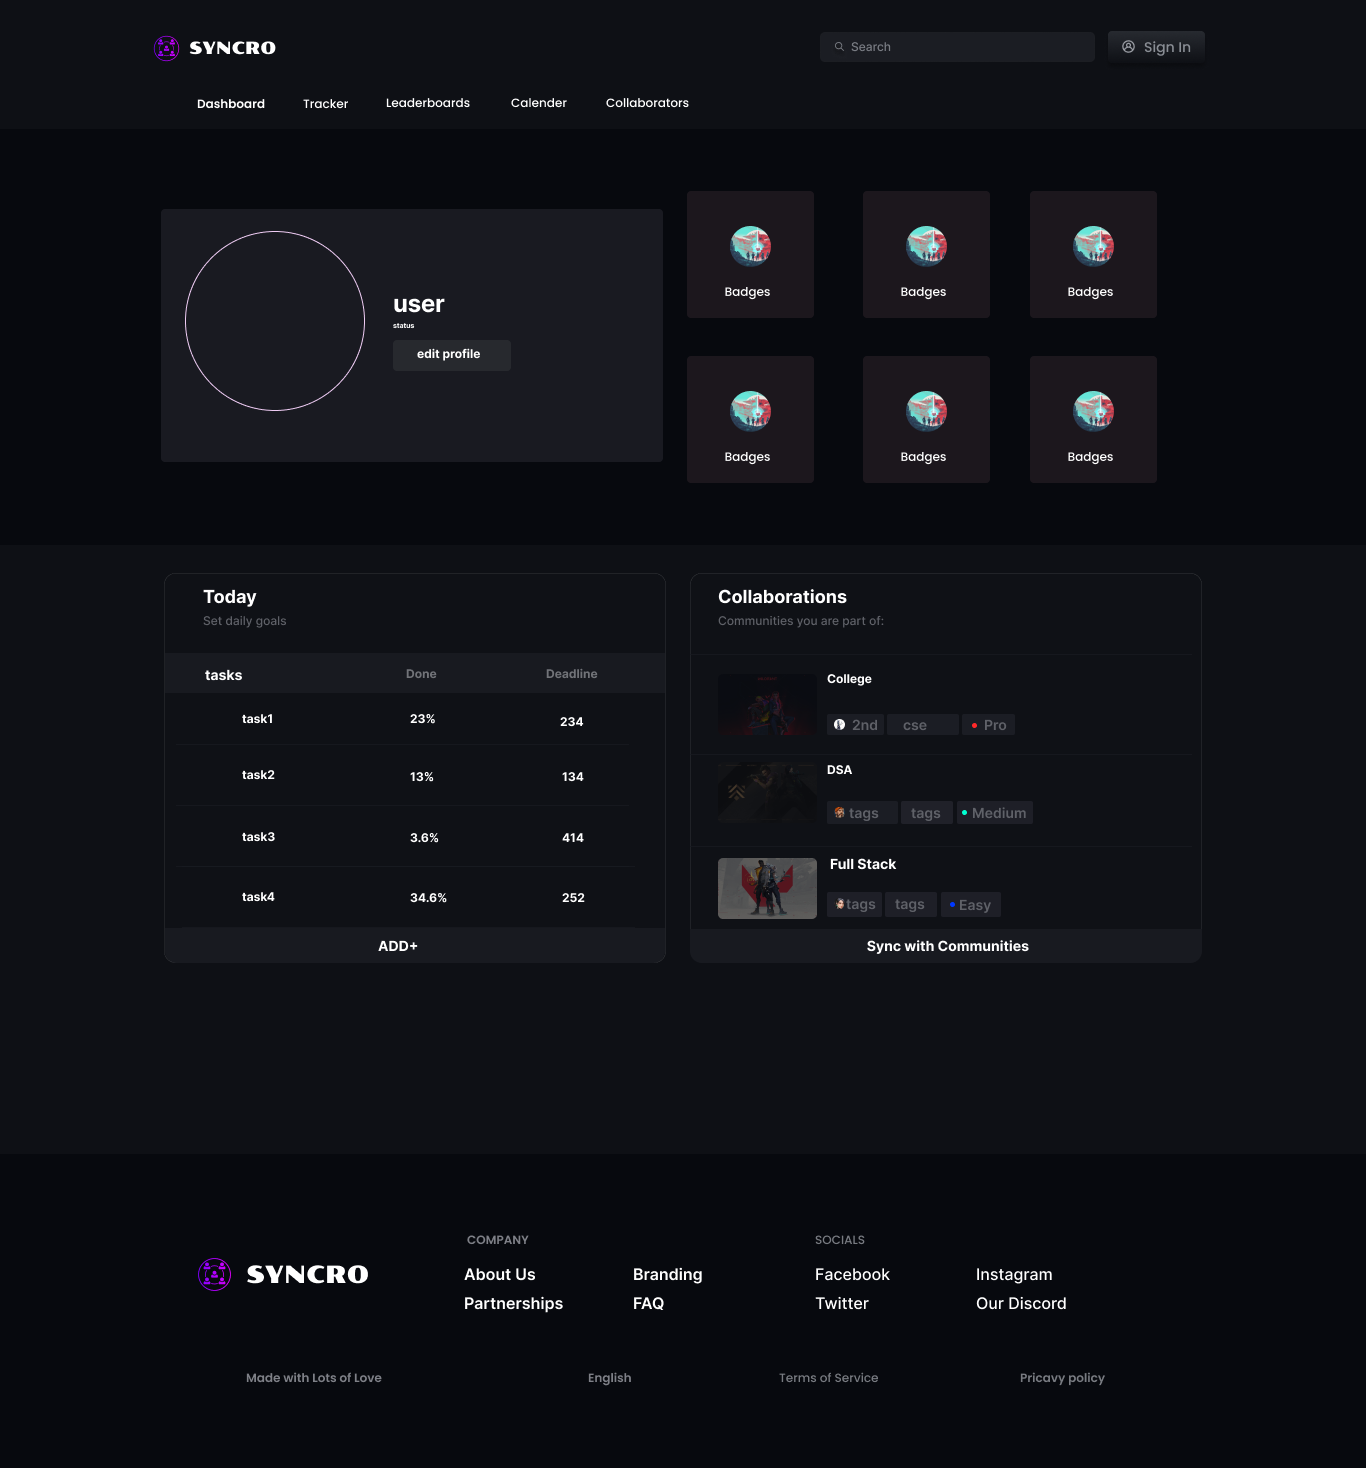 SYNCRO
Search
Sign In
Dashboard Tracker Leaderboards Calender Collaborators
Badges Badges Badges
user
status
edit profile
Badges Badges Badges
Today
Set daily goals
tasks Done Deadline
task1 23% 234
task2 13% 134
task3 3.6% 414
task4 34.6% 252
ADD+
Collaborations
Communities you are part of:
College
2nd cse Pro
DSA
tags tags Medium
Full Stack
tags tags Easy
Sync with Communities
SYNCRO
COMPANY
About Us Branding
Partnerships FAQ
SOCIALS
Facebook Instagram
Twitter Our Discord
Made with Lots of Love English Terms of Service Pricavy policy